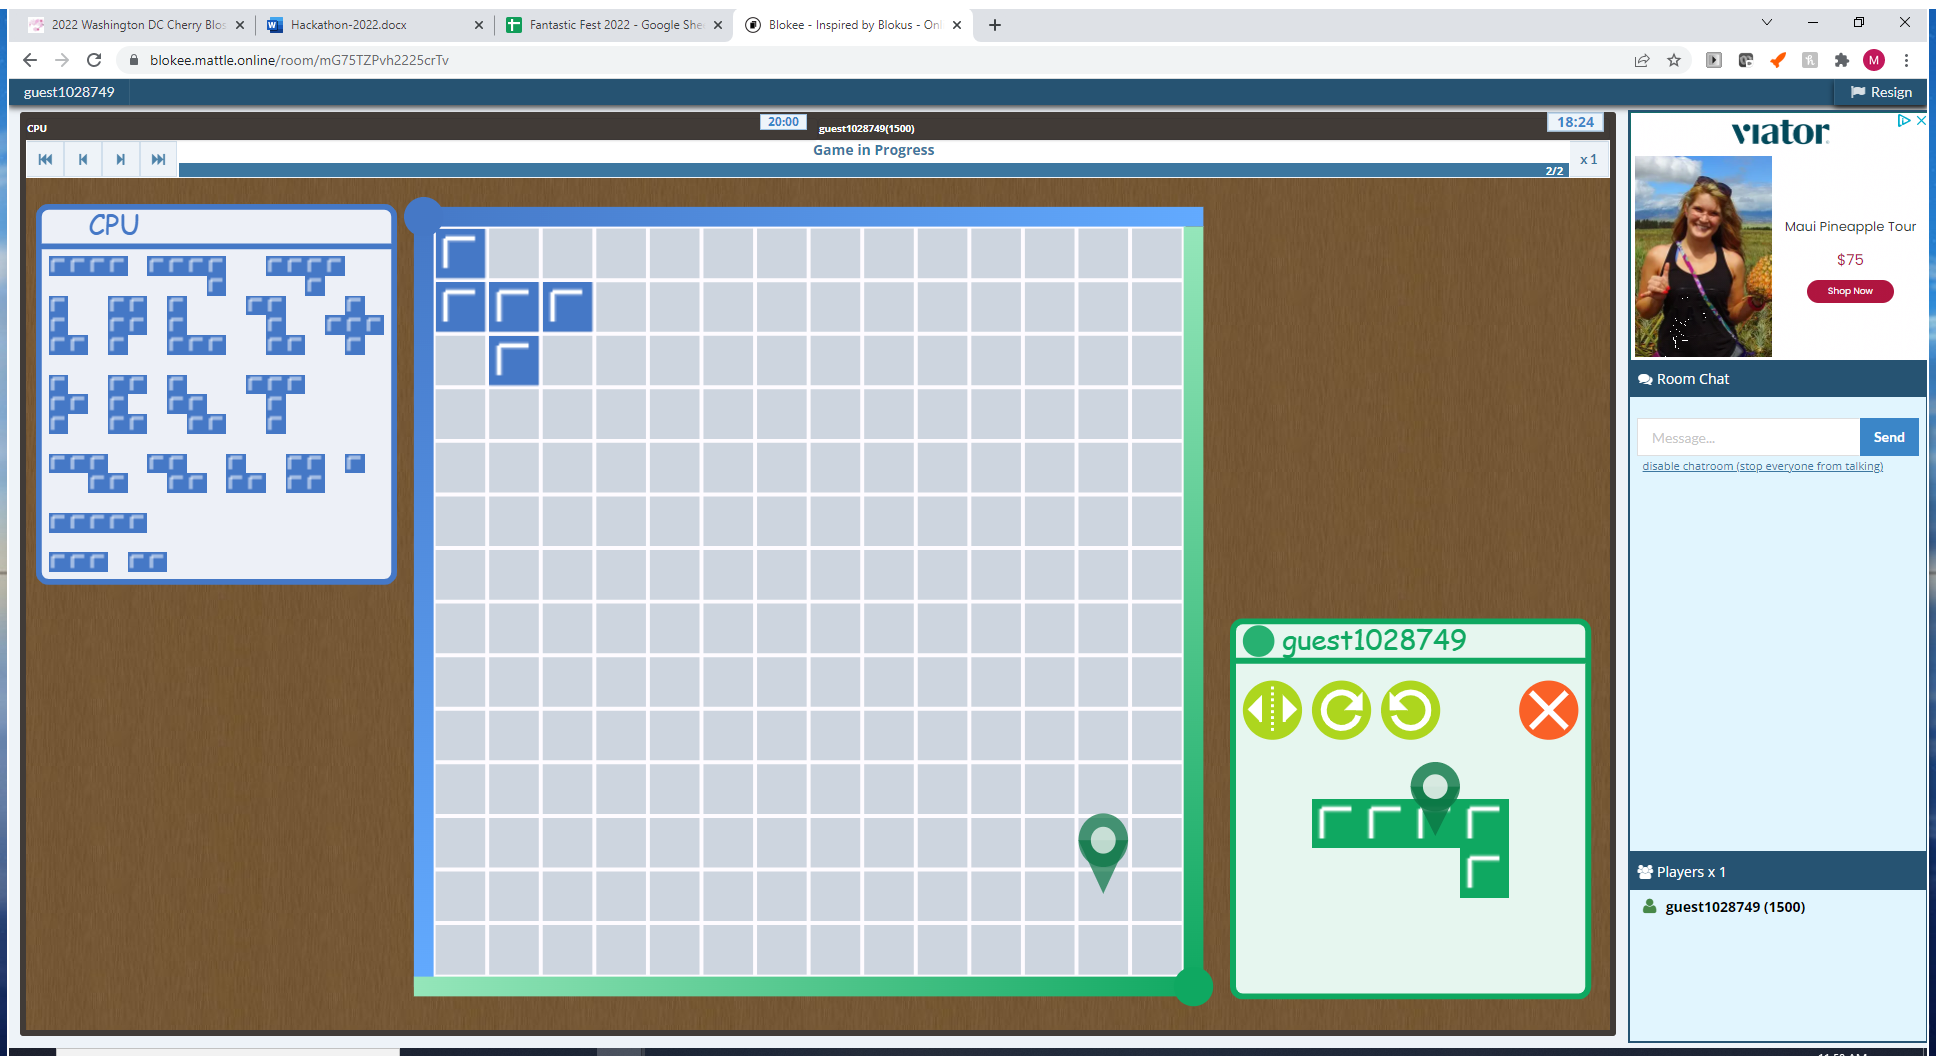 2022 Washington DC Cherry Blos
Hackathon-2022.docx
Fantastic Fest 2022 - Google She
Blokee - Inspired by Blokus - Onl
blokee.mattle.online/room/mG75TZPvh2225crTv
M
guest1028749
Resign
CPU
20:00
guest1028749(1500)
18:24
Game in Progress
2/2
x 1
CPU
guest1028749
viator
Maui Pineapple Tour
$75
Shop Now
Room Chat
Message...
Send
disable chatroom (stop everyone from talking)
Players x 1
guest1028749 (1500)